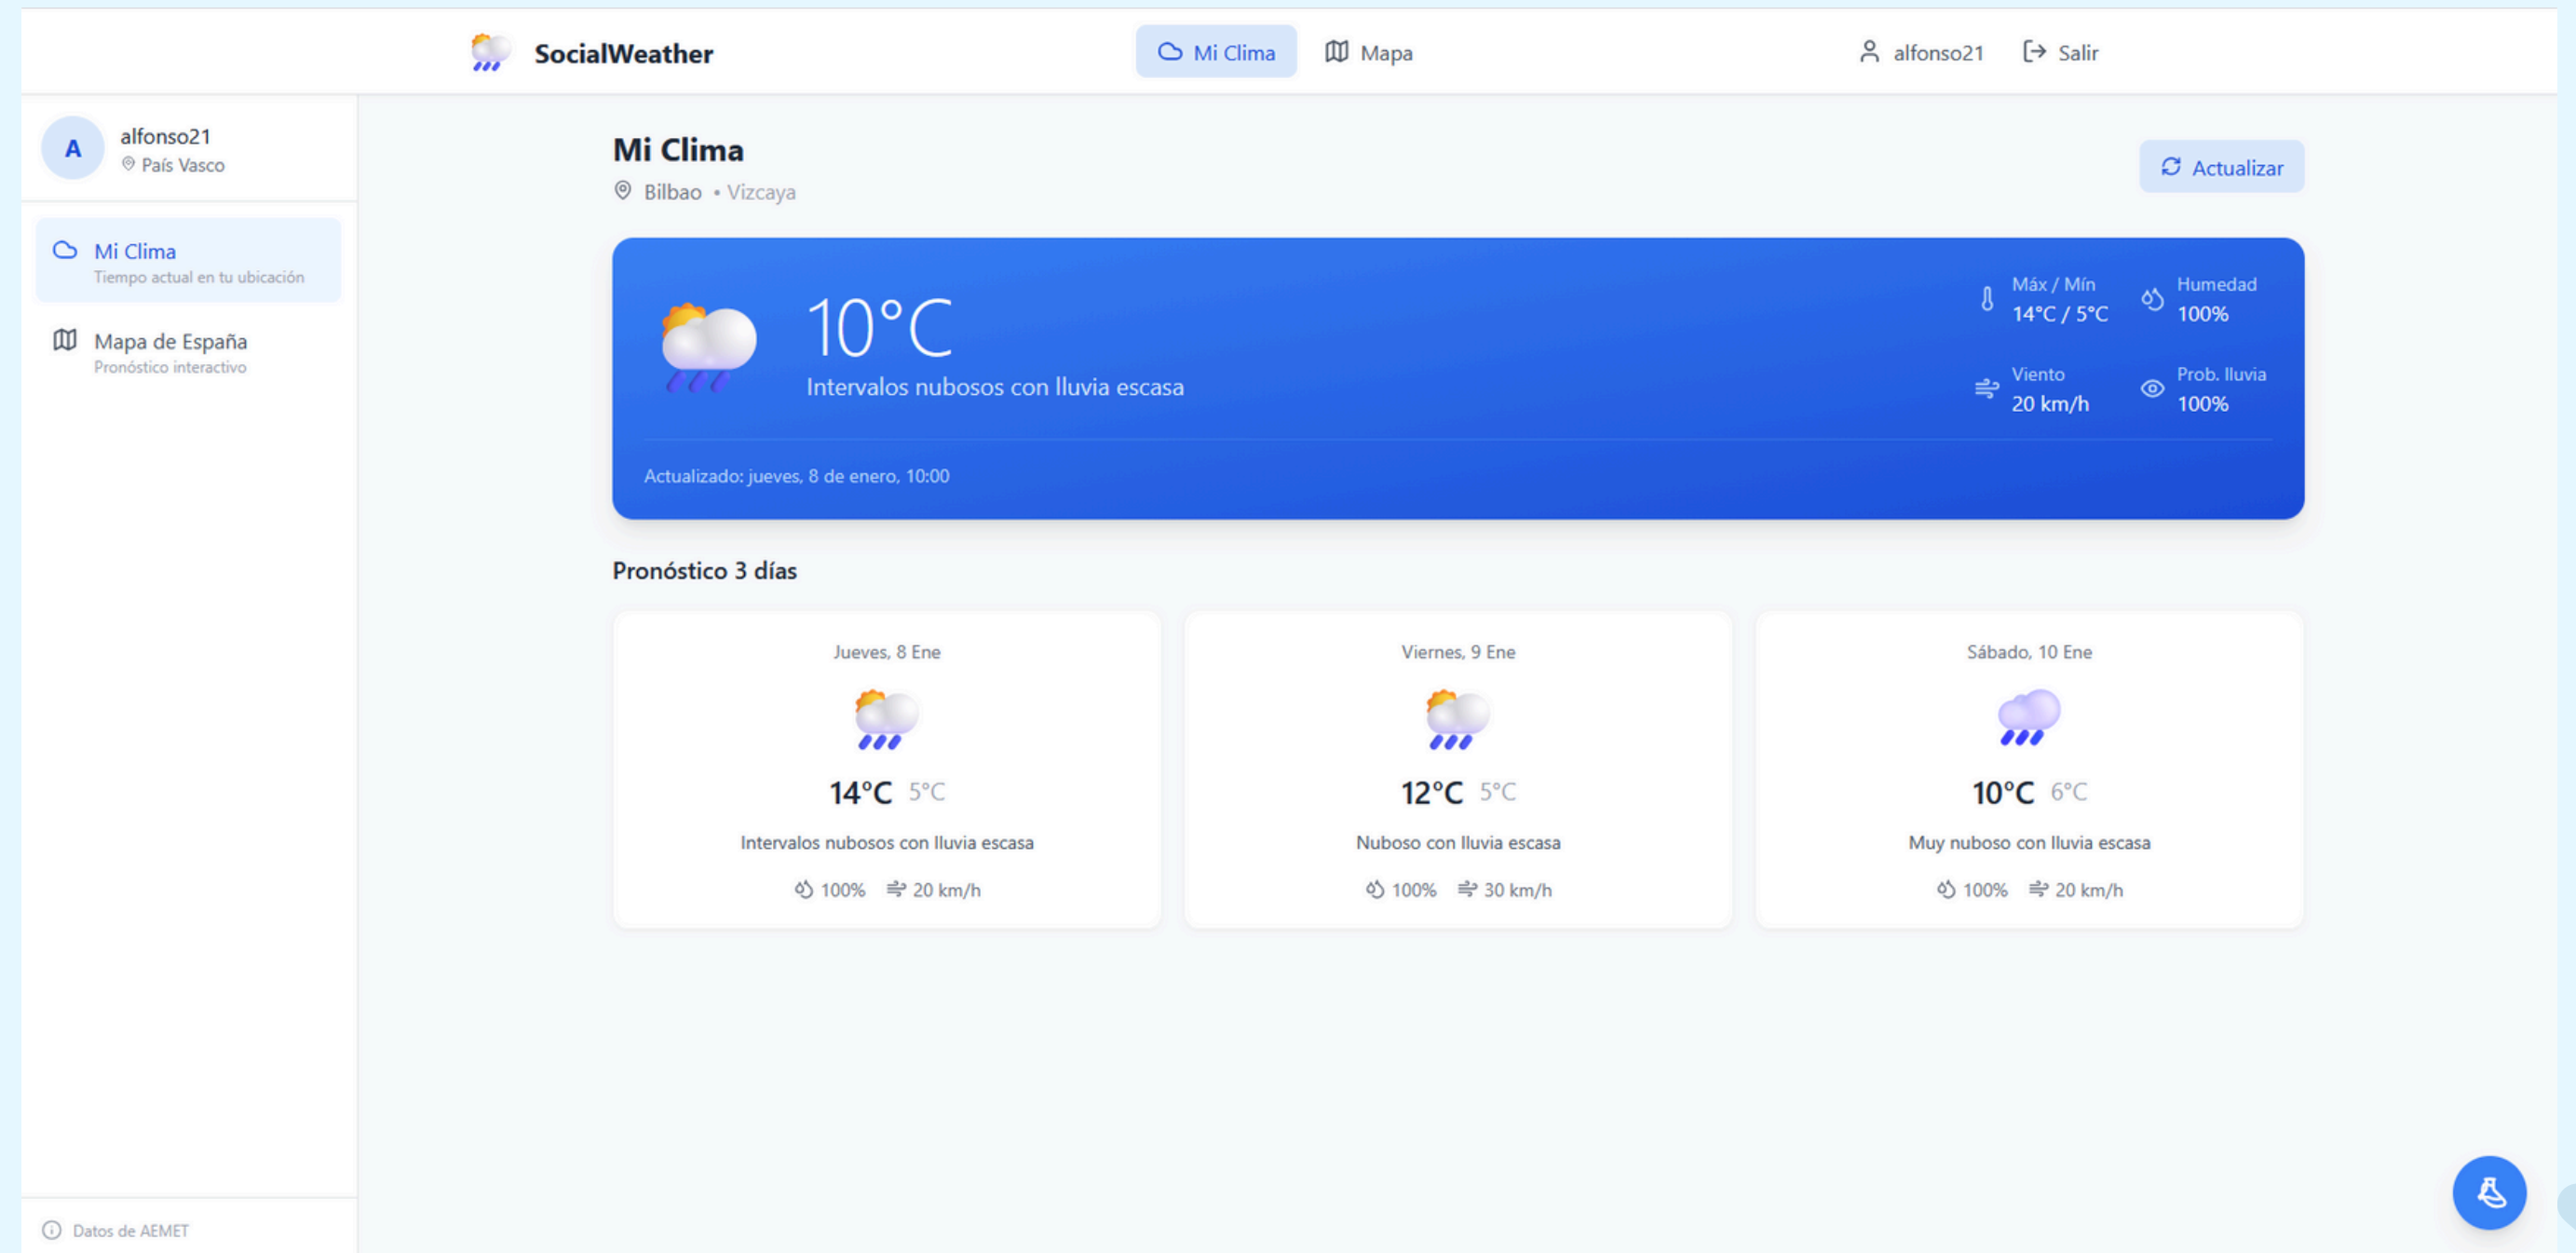 SocialWeather
Mi Clima
Mapa
alfonso21
Salir
A
alfonso21
País Vasco
Mi Clima
Tiempo actual en tu ubicación
Mapa de España
Pronóstico interactivo
Datos de AEMET
Mi Clima
Bilbao • Vizcaya
Actualizar
10°C
Intervalos nubosos con lluvia escasa
Máx / Mín
14°C / 5°C
Humedad
100%
Viento
20 km/h
Prob. lluvia
100%
Actualizado: jueves, 8 de enero, 10:00
Pronóstico 3 días
Jueves, 8 Ene
14°C 5°C
Intervalos nubosos con lluvia escasa
100% 20 km/h
Viernes, 9 Ene
12°C 5°C
Nuboso con lluvia escasa
100% 30 km/h
Sábado, 10 Ene
10°C 6°C
Muy nuboso con lluvia escasa
100% 20 km/h